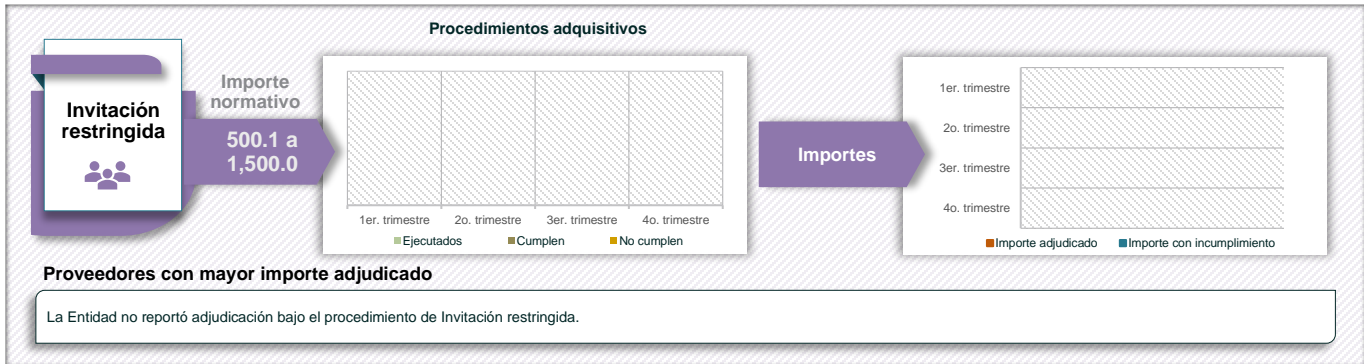 Procedimientos adquisitivos
Invitación
restringida
Importe
normativo
500.1 a
1,500.0
1er. trimestre
2o. trimestre
3er. trimestre
4o. trimestre
Ejecutados
Cumplen
No cumplen
Importes
1er. trimestre
2o. trimestre
3er. trimestre
4o. trimestre
Importe adjudicado
Importe con incumplimiento
Proveedores con mayor importe adjudicado
La Entidad no reportó adjudicación bajo el procedimiento de Invitación restringida.